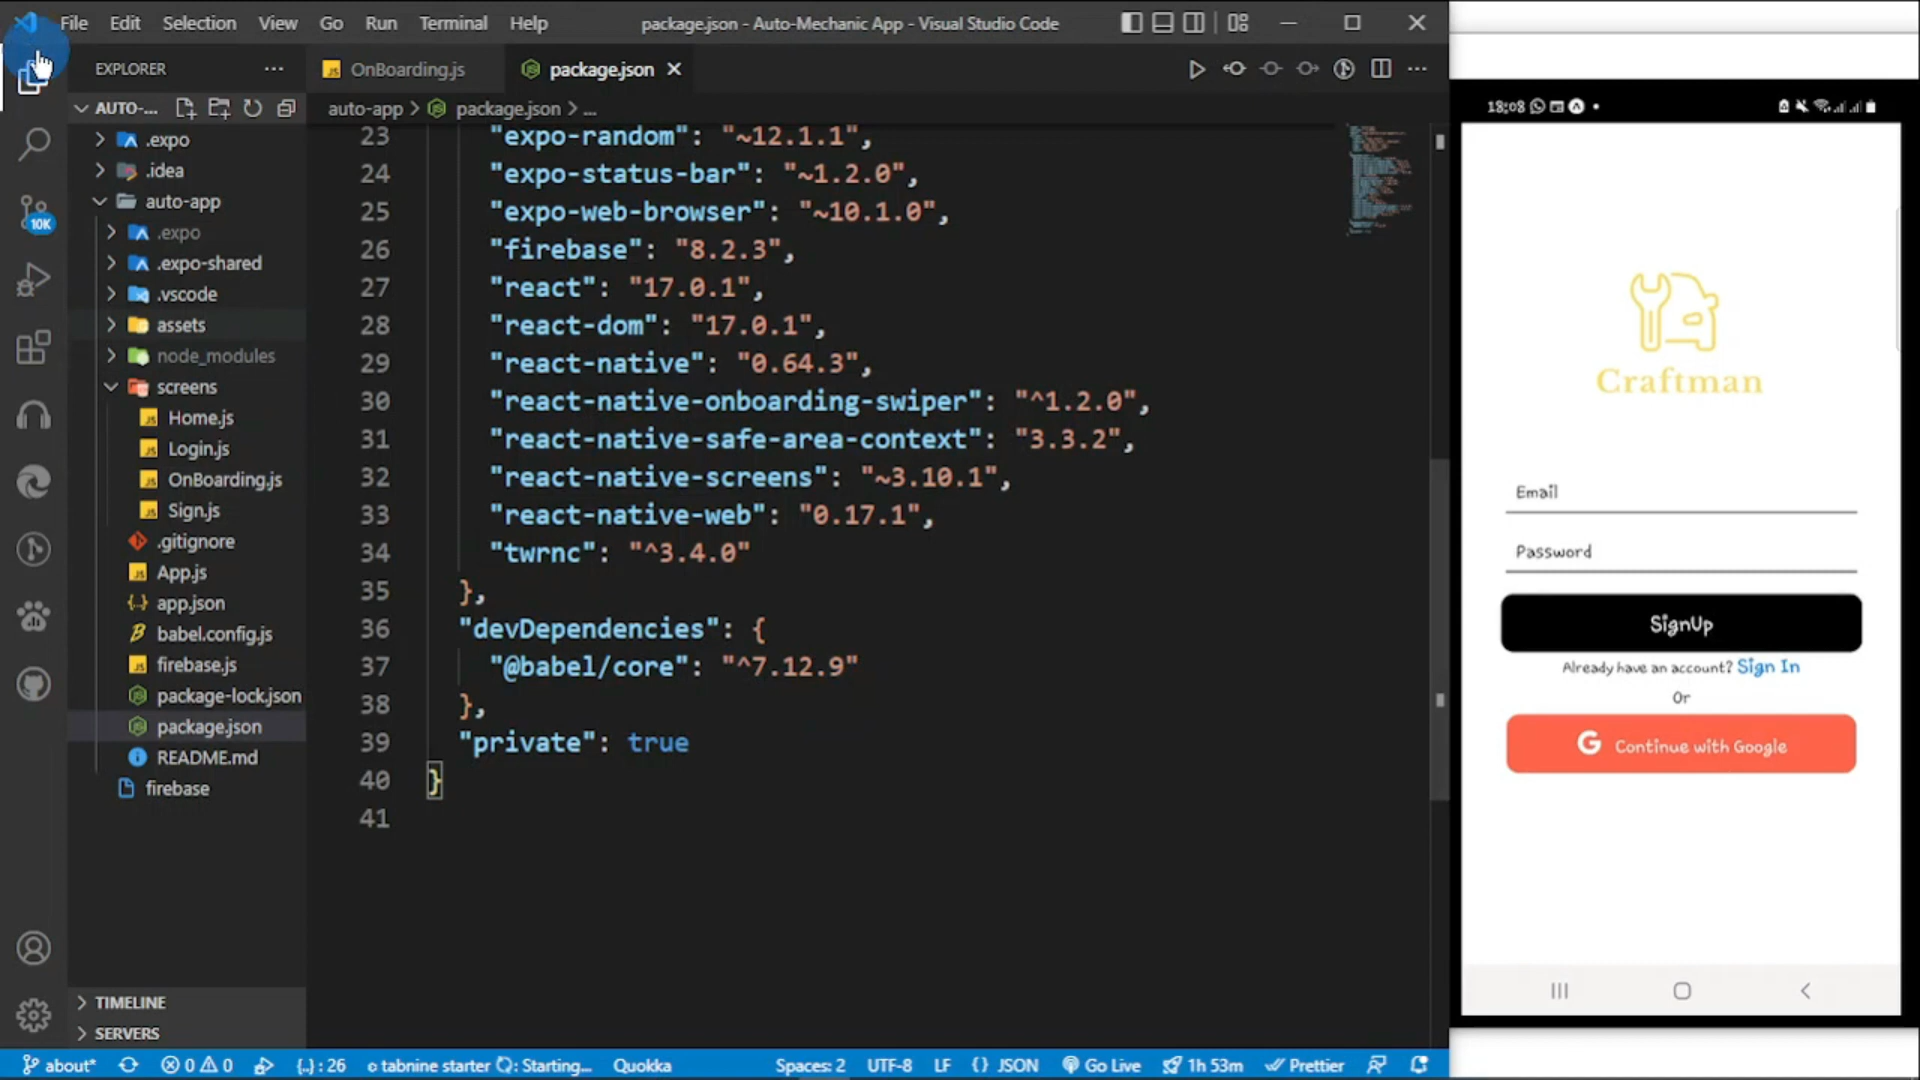 File Edit Selection View Go Run Terminal Help package.json - Auto-Mechanic App - Visual Studio Code
EXPLORER
OnBoarding.js package.json
AUTO-...
auto-app > package.json > ...
.expo
.idea
auto-app
.expo
.expo-shared
.vscode
assets
node_modules
screens
Home.js
Login.js
OnBoarding.js
Sign.js
.gitignore
App.js
app.json
babel.config.js
firebase.js
package-lock.json
package.json
README.md
firebase
10K
TIMELINE
SERVERS
23 "expo-random": "~12.1.1",
24 "expo-status-bar": "~1.2.0",
25 "expo-web-browser": "~10.1.0",
26 "firebase": "8.2.3",
27 "react": "17.0.1",
28 "react-dom": "17.0.1",
29 "react-native": "0.64.3",
30 "react-native-onboarding-swiper": "^1.2.0",
31 "react-native-safe-area-context": "3.3.2",
32 "react-native-screens": "~3.10.1",
33 "react-native-web": "0.17.1",
34 "twrnc": "^3.4.0"
35 },
36 "devDependencies": {
37 "@babel/core": "^7.12.9"
38 },
39 "private": true
40 }
41
about* 0 0 {..} : 26 tabnine starter : Starting... Quokka Spaces: 2 UTF-8 LF {} JSON Go Live 1h 53m Prettier
18:08
Craftman
Email
Password
SignUp
Already have an account? Sign In
Or
G Continue with Google